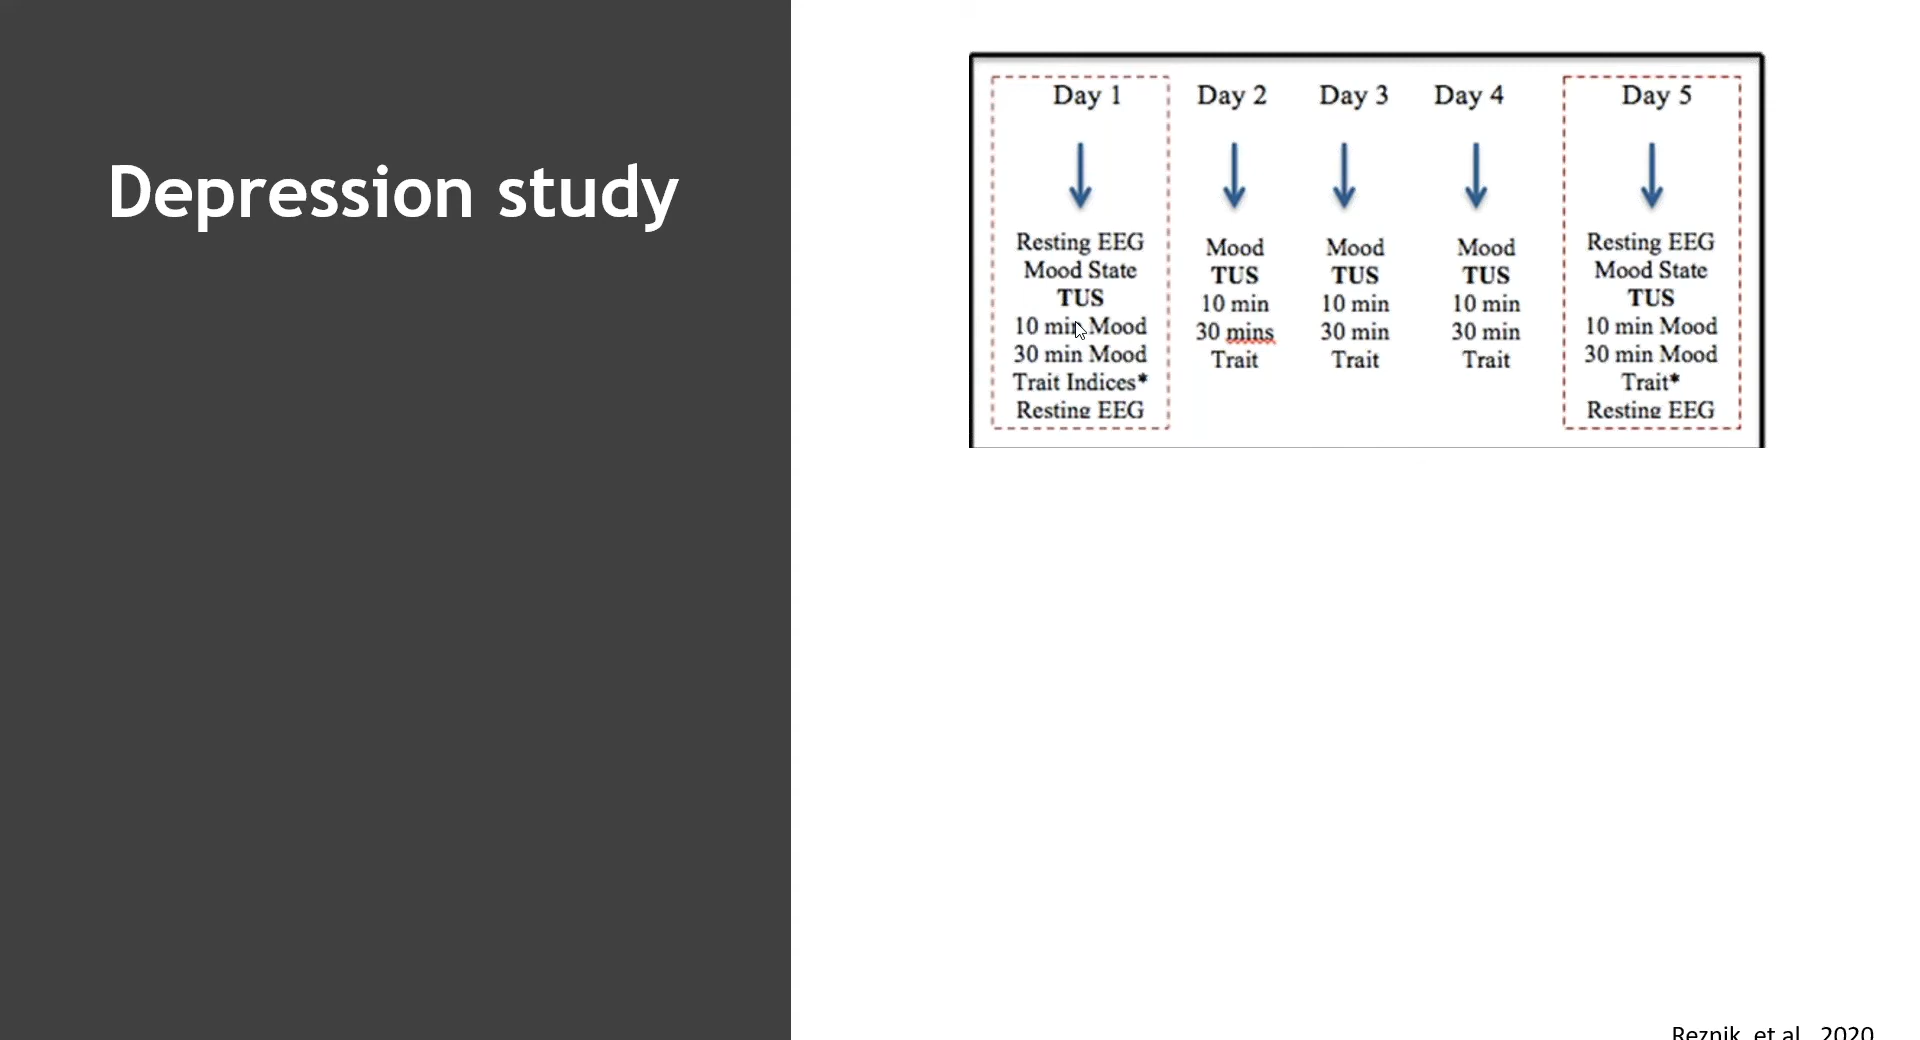 Depression study
Day 1
Resting EEG
Mood State
TUS
10 min Mood
30 min Mood
Trait Indices*
Resting EEG
Day 2
Mood
TUS
10 min
30 mins
Trait
Day 3
Mood
TUS
10 min
30 min
Trait
Day 4
Mood
TUS
10 min
30 min
Trait
Day 5
Resting EEG
Mood State
TUS
10 min Mood
30 min Mood
Trait*
Resting EEG
Reznik, et al., 2020